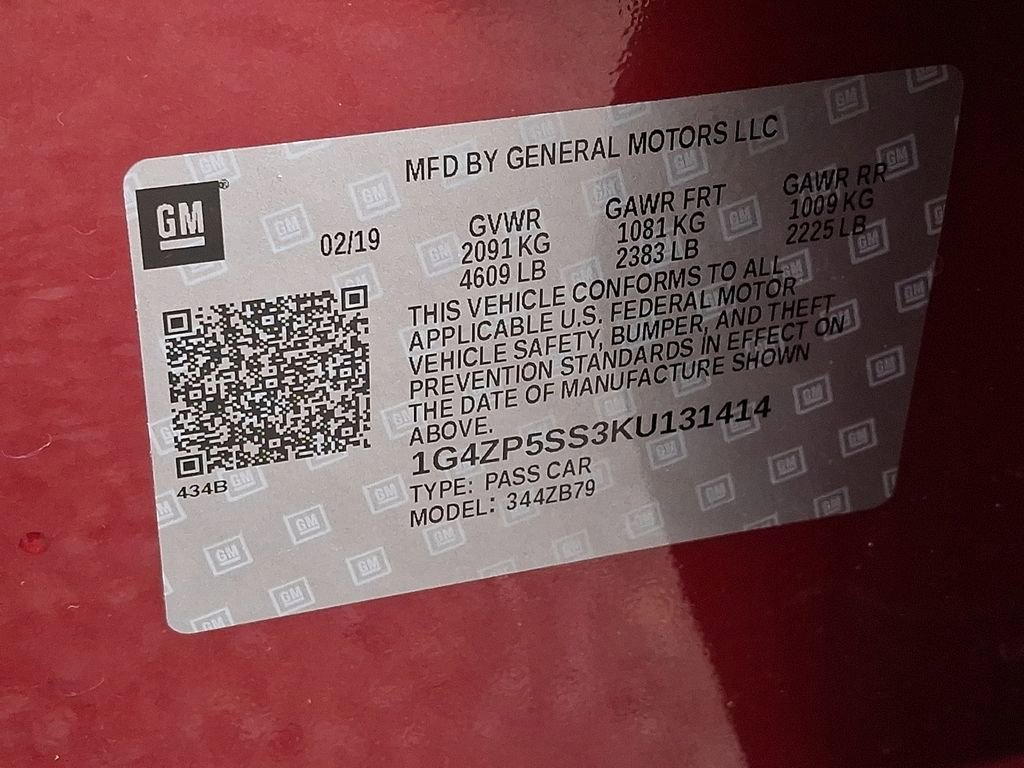 MFD BY GENERAL MOTORS LLC
GM
02/19
GVWR
2091 KG
4609 LB
GAWR FRT
1081 KG
2383 LB
GAWR RR
1009 KG
2225 LB
THIS VEHICLE CONFORMS TO ALL
APPLICABLE U.S. FEDERAL MOTOR
VEHICLE SAFETY, BUMPER, AND THEFT
PREVENTION STANDARDS IN EFFECT ON
THE DATE OF MANUFACTURE SHOWN
ABOVE.
1G4ZP5SS3KU131414
TYPE: PASS CAR
MODEL: 344ZB79
434B